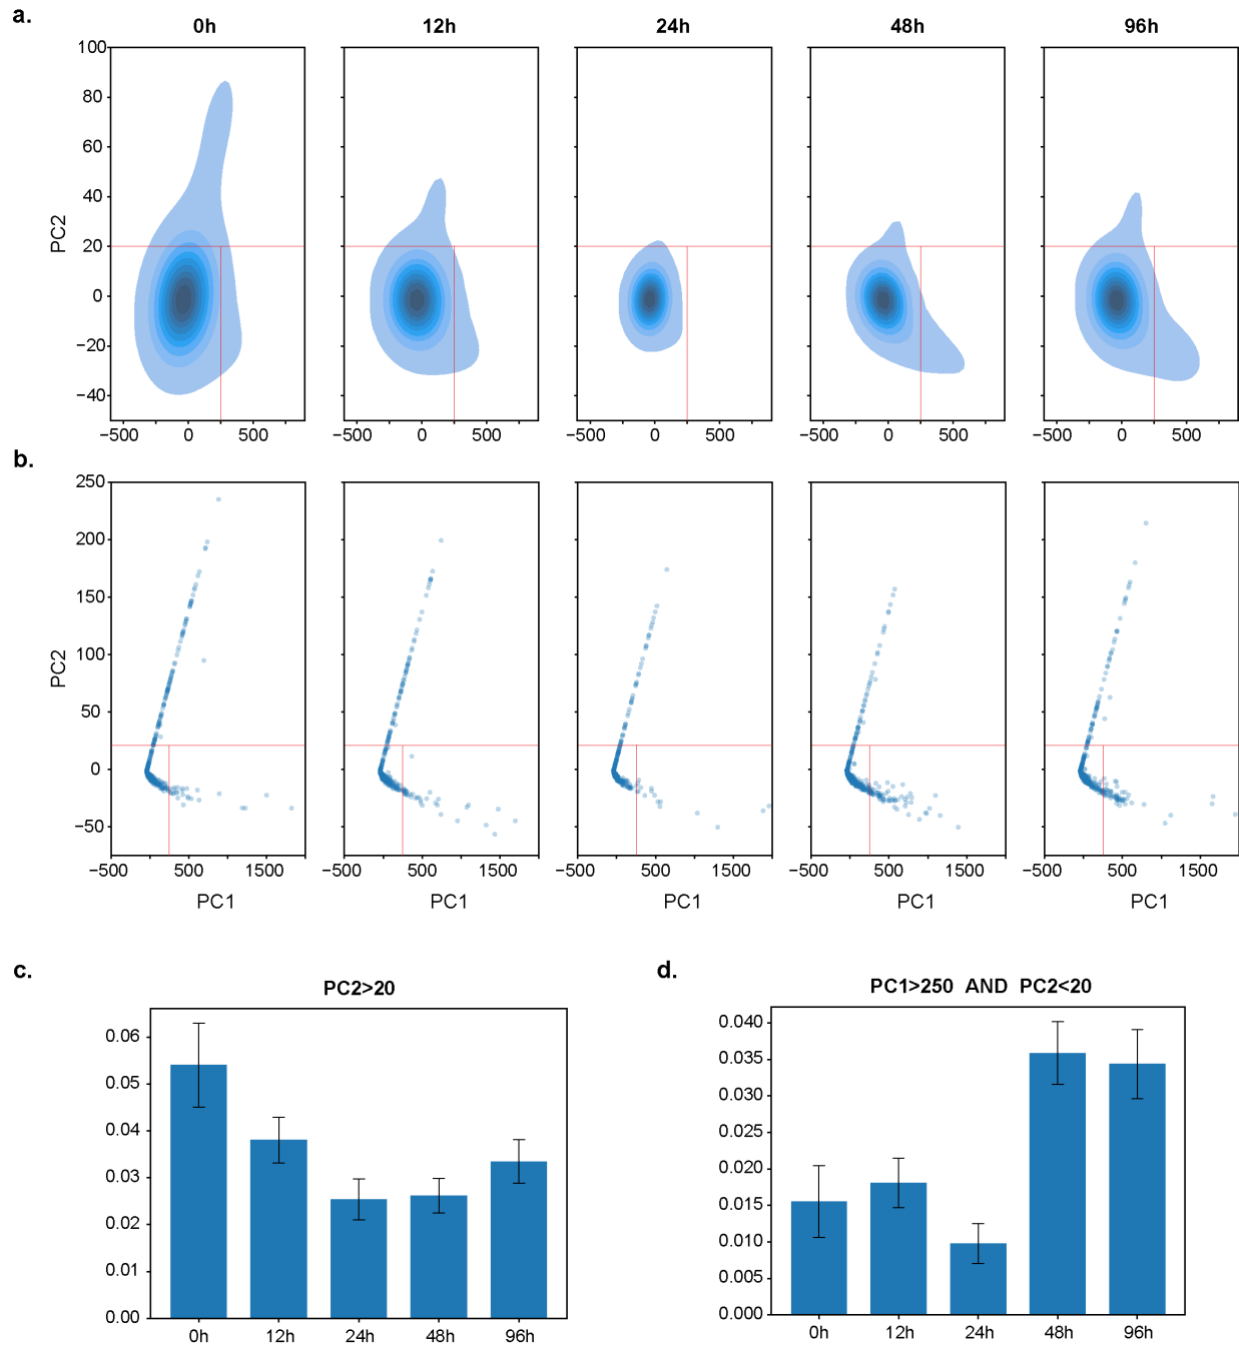 a.
0h 12h 24h 48h 96h
100
80
60
40
20
0
−20
−40
PC2
−500 0 500 −500 0 500 −500 0 500 −500 0 500 −500 0 500
b.
250
200
150
100
50
0
−50
PC2
−500 500 1500 −500 500 1500 −500 500 1500 −500 500 1500 −500 500 1500
PC1 PC1 PC1 PC1 PC1
c.
PC2>20
0.06
0.05
0.04
0.03
0.02
0.01
0.00
0h 12h 24h 48h 96h
d.
PC1>250 AND PC2<20
0.040
0.035
0.030
0.025
0.020
0.015
0.010
0.005
0.000
0h 12h 24h 48h 96h